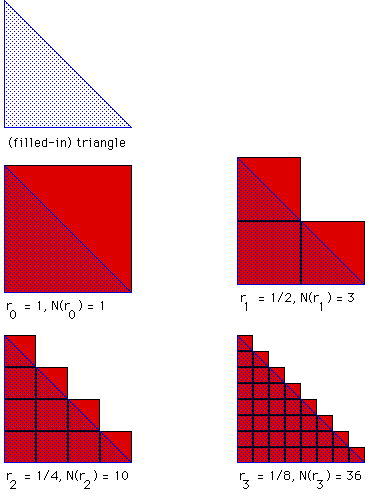 (filled-in) triangle
r₀ = 1, N(r₀) = 1
r₁ = 1/2, N(r₁) = 3
r₂ = 1/4, N(r₂) = 10
r₃ = 1/8, N(r₃) = 36